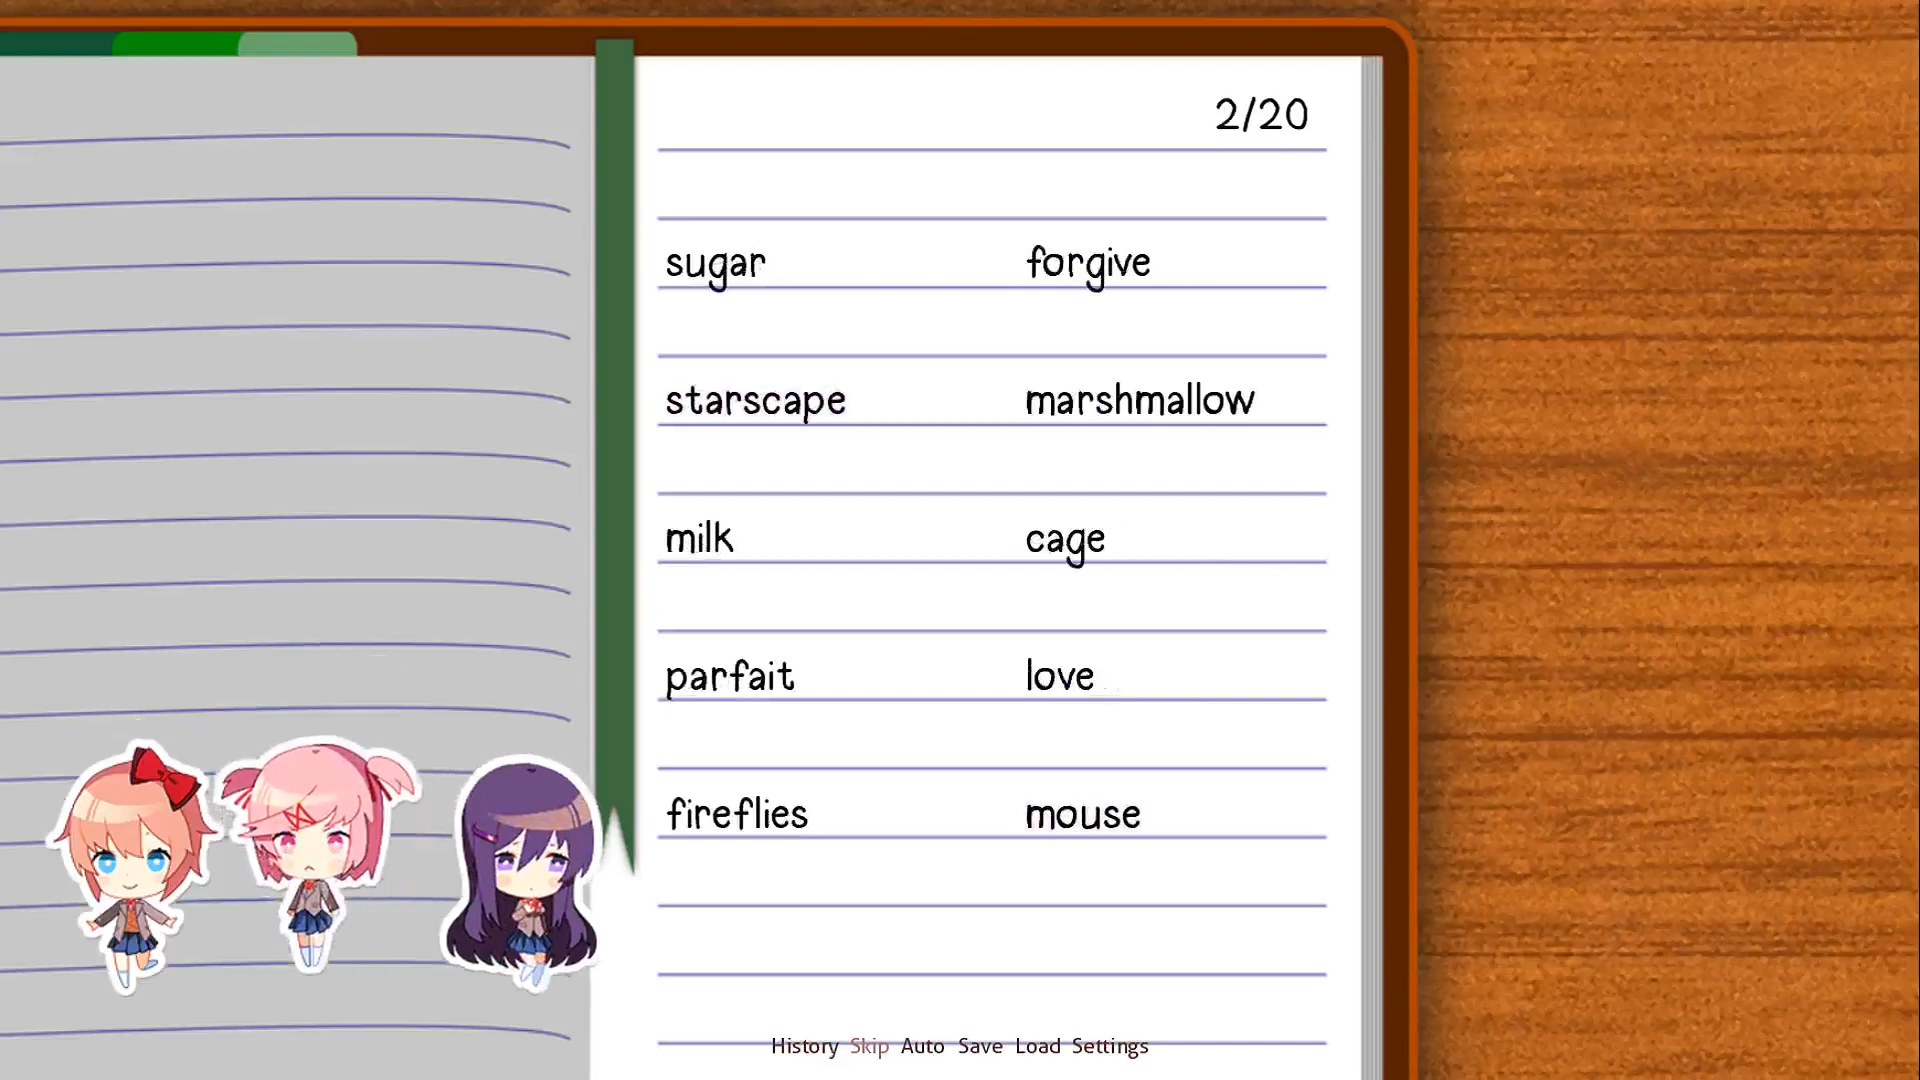 2/20
sugar forgive
starscape marshmallow
milk cage
parfait love
fireflies mouse
History Skip Auto Save Load Settings